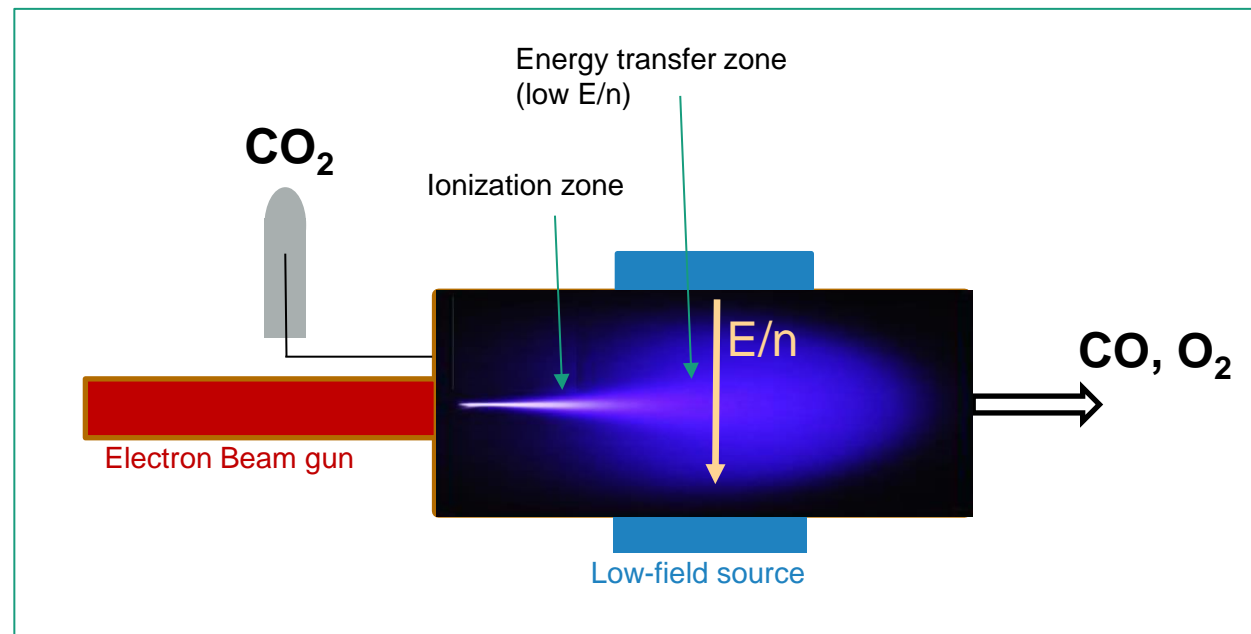 Energy transfer zone
(low E/n)
CO₂
Ionization zone
E/n
CO, O₂
Electron Beam gun
Low-field source